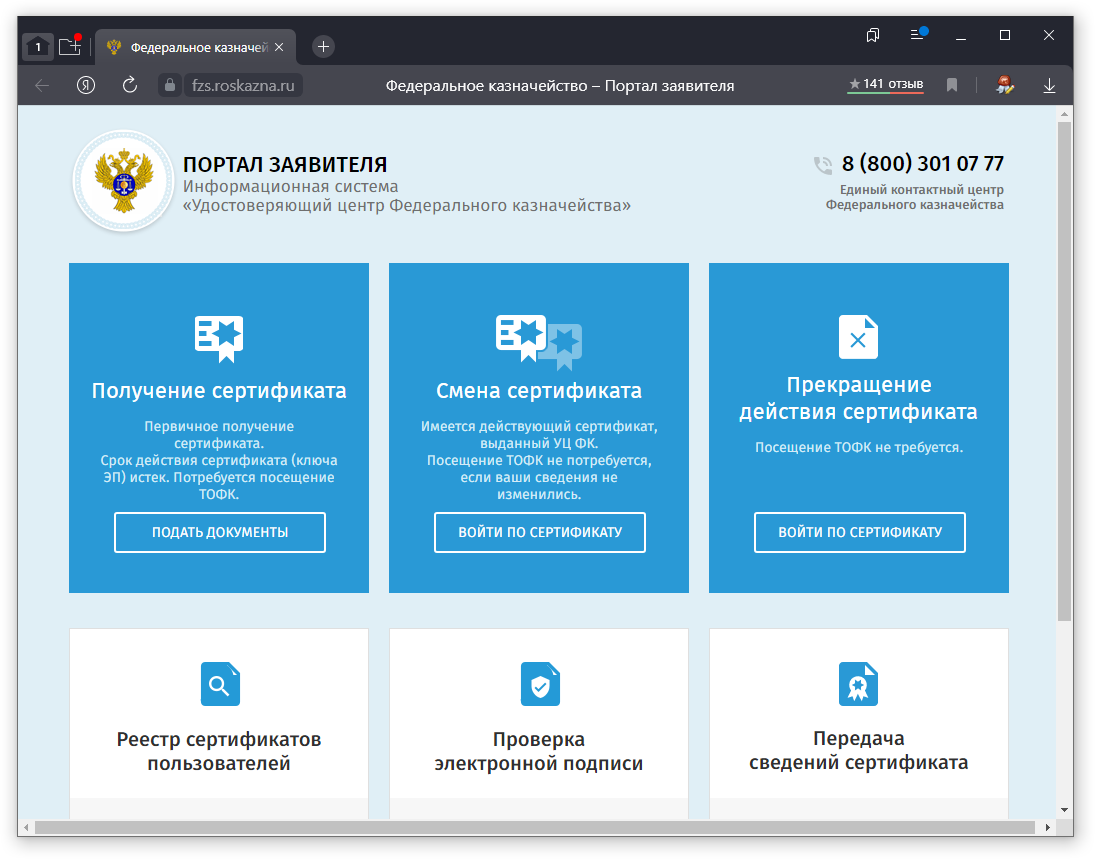 1
Федеральное казначей
Я
fzs.roskazna.ru
Федеральное казначейство – Портал заявителя
★ 141 отзыв
ПОРТАЛ ЗАЯВИТЕЛЯ
Информационная система
«Удостоверяющий центр Федерального казначейства»
8 (800) 301 07 77
Единый контактный центр
Федерального казначейства
Получение сертификата
Первичное получение
сертификата.
Срок действия сертификата (ключа
ЭП) истек. Потребуется посещение
ТОФК.
ПОДАТЬ ДОКУМЕНТЫ
Смена сертификата
Имеется действующий сертификат,
выданный УЦ ФК.
Посещение ТОФК не потребуется,
если ваши сведения не
изменились.
ВОЙТИ ПО СЕРТИФИКАТУ
Прекращение
действия сертификата
Посещение ТОФК не требуется.
ВОЙТИ ПО СЕРТИФИКАТУ
Реестр сертификатов
пользователей
Проверка
электронной подписи
Передача
сведений сертификата